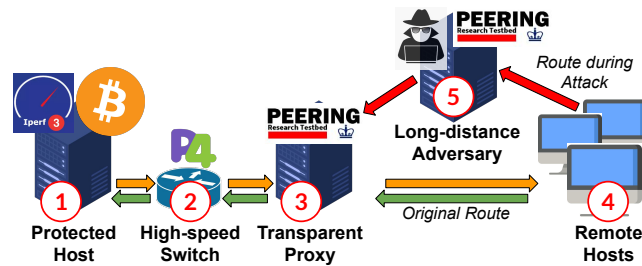 PEERING
Research Testbed
Route during
Attack
Iperf 3
₿
PEERING
Research Testbed
P4
5
Long-distance
Adversary
1
2
3
4
Original Route
Protected
Host
High-speed
Switch
Transparent
Proxy
Remote
Hosts